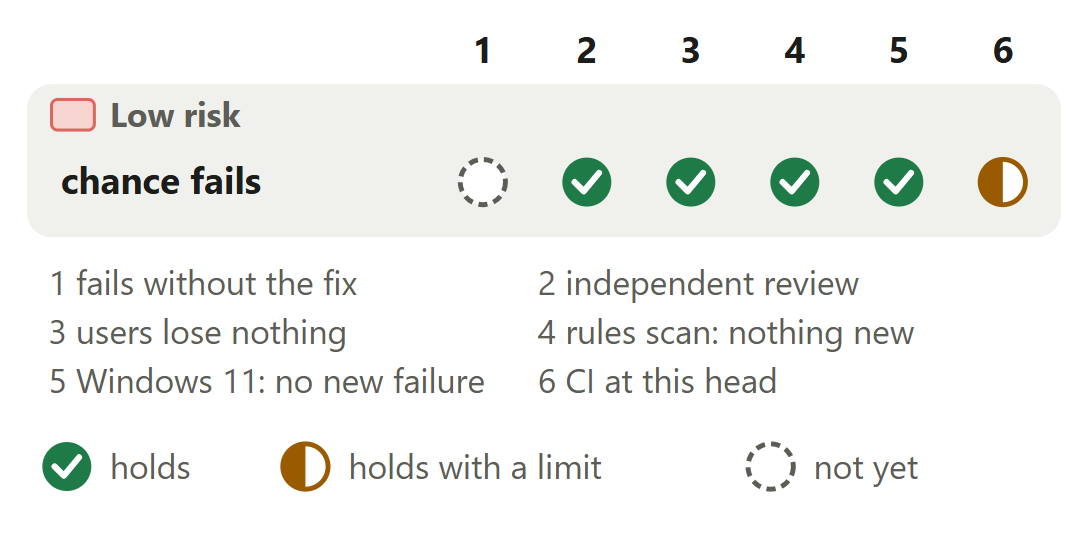 1 2 3 4 5 6
Low risk
chance fails
1 fails without the fix 2 independent review
3 users lose nothing 4 rules scan: nothing new
5 Windows 11: no new failure 6 CI at this head
holds holds with a limit not yet